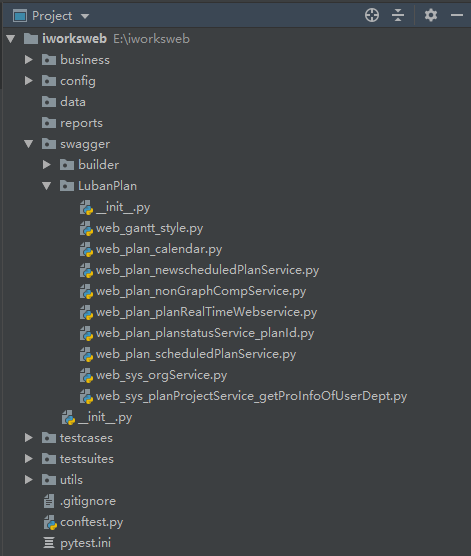 Project
iworksweb E:\iworksweb
business
config
data
reports
swagger
builder
LubanPlan
__init__.py
web_gantt_style.py
web_plan_calendar.py
web_plan_newscheduledPlanService.py
web_plan_nonGraphCompService.py
web_plan_planRealTimeWebservice.py
web_plan_planstatusService_planId.py
web_plan_scheduledPlanService.py
web_sys_orgService.py
web_sys_planProjectService_getProInfoOfUserDept.py
__init__.py
testcases
testsuites
utils
.gitignore
conftest.py
pytest.ini